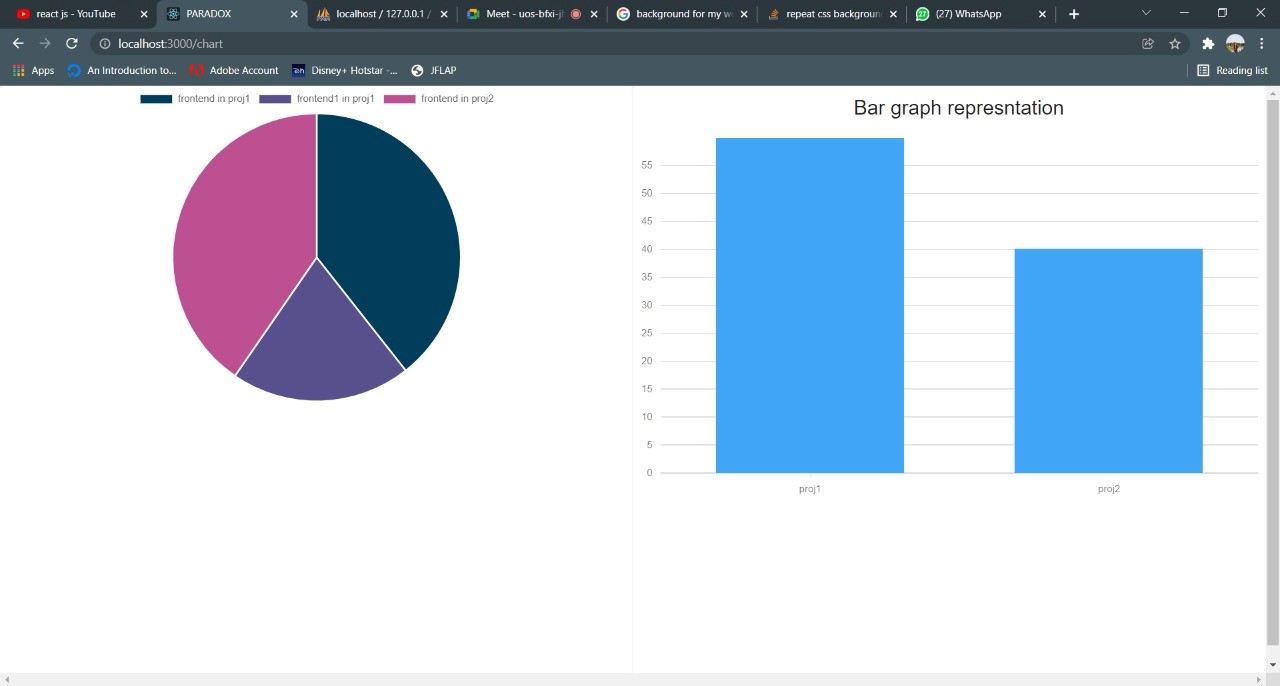 react js - YouTube
PARADOX
localhost / 127.0.0.1 /
Meet - uos-bfxi-j
background for my w
repeat css backgroun
27 (27) WhatsApp
localhost:3000/chart
Apps
An Introduction to...
Adobe Account
Disney+ Hotstar -...
JFLAP
Reading list
frontend in proj1
frontend1 in proj1
frontend in proj2
Bar graph represntation
55
50
45
40
35
30
25
20
15
10
5
0
proj1
proj2